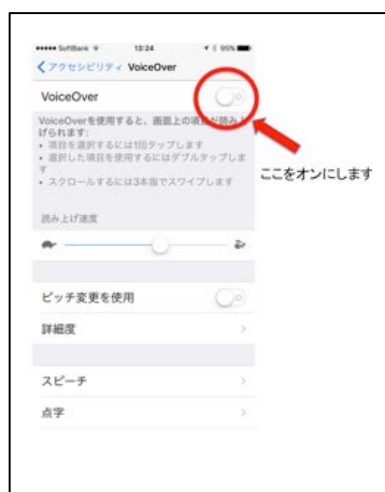 SoftBank 13:24 95%
アクセシビリティ VoiceOver
VoiceOver
VoiceOverを使用すると、画面上の項目が読み上
げられます:
• 項目を選択するには1回タップします
• 選択した項目を使用するにはダブルタップしま
す
• スクロールするには3本指でスワイプします
ここをオンにします
読み上げ速度
ピッチ変更を使用
詳細度
スピーチ
点字